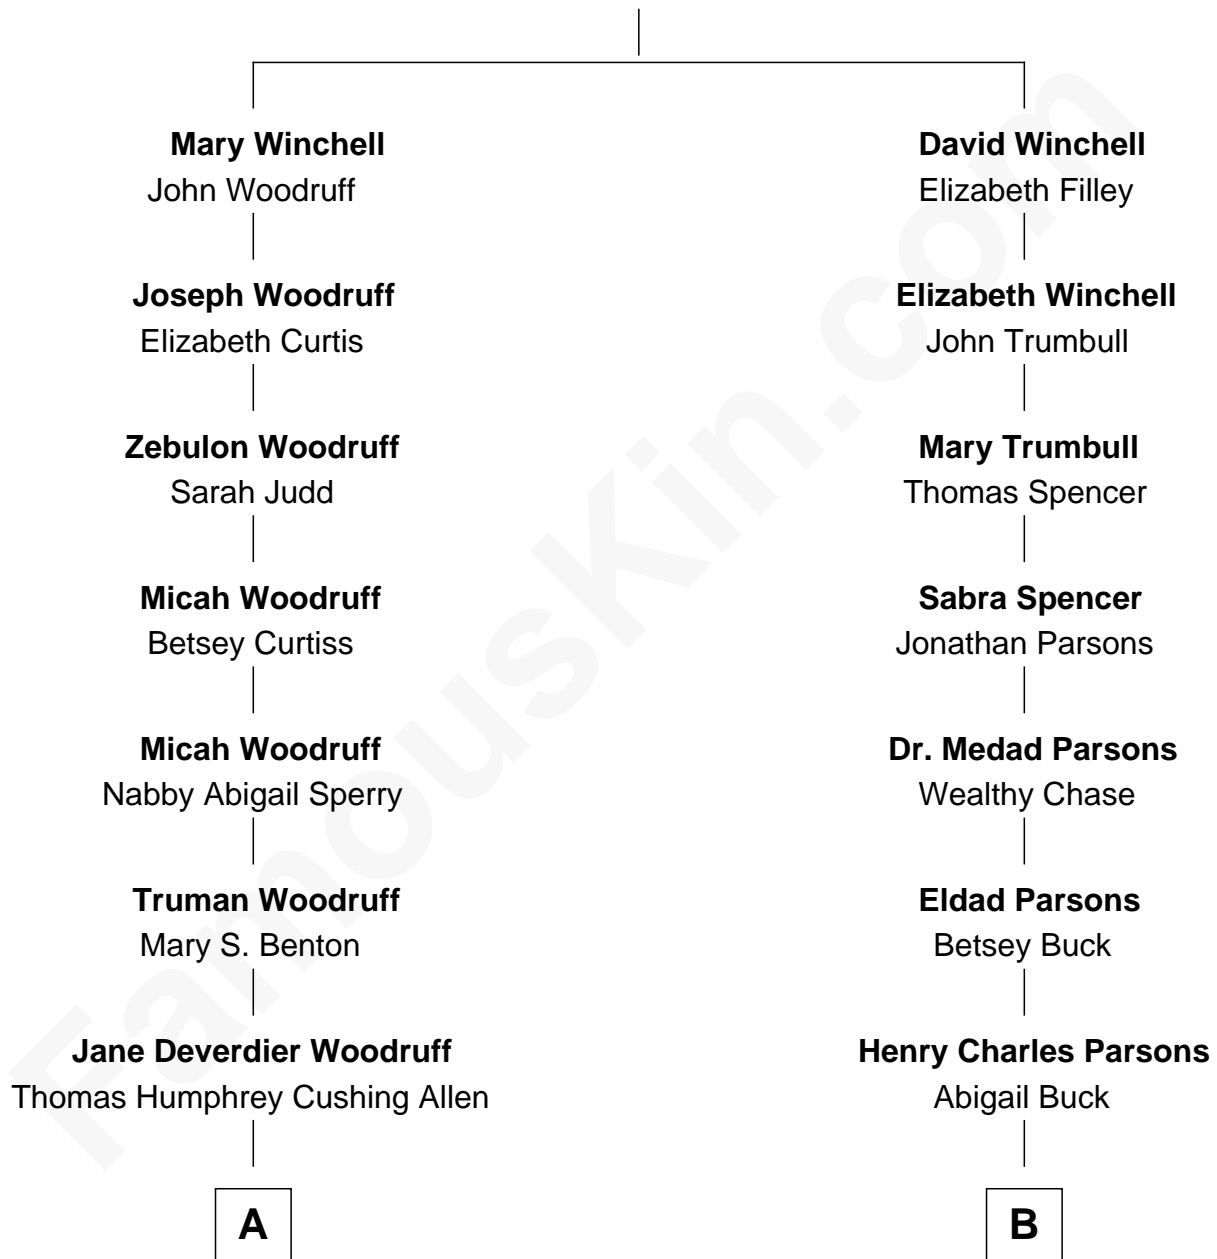 Mary Winchell
John Woodruff
Joseph Woodruff
Elizabeth Curtis
Zebulon Woodruff
Sarah Judd
Micah Woodruff
Betsey Curtiss
Micah Woodruff
Nabby Abigail Sperry
Truman Woodruff
Mary S. Benton
Jane Deverdier Woodruff
Thomas Humphrey Cushing Allen
A
David Winchell
Elizabeth Filley
Elizabeth Winchell
John Trumbull
Mary Trumbull
Thomas Spencer
Sabra Spencer
Jonathan Parsons
Dr. Medad Parsons
Wealthy Chase
Eldad Parsons
Betsey Buck
Henry Charles Parsons
Abigail Buck
B
FamousKin.com